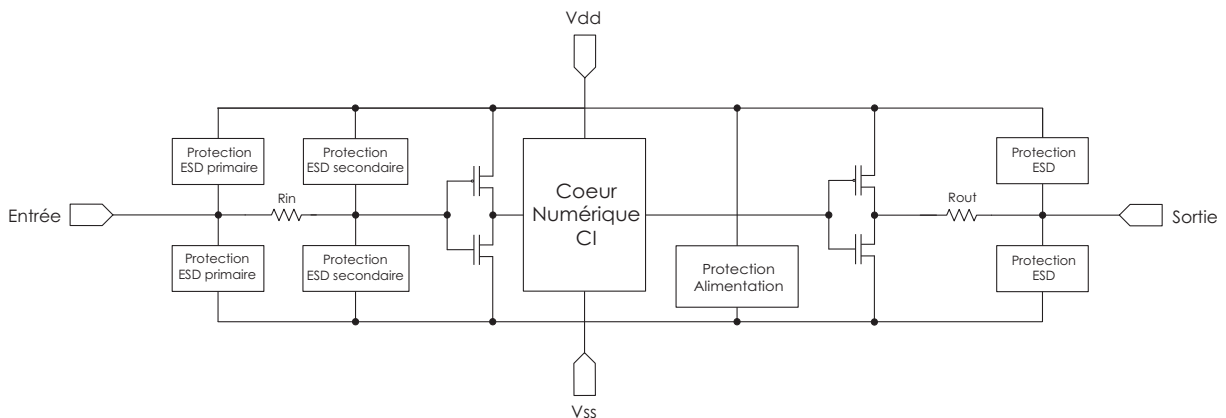 Vdd
Protection
ESD primaire
Protection
ESD secondaire
Protection
ESD
Entrée
Rin
Coeur
Numérique
CI
Rout
Sortie
Protection
ESD primaire
Protection
ESD secondaire
Protection
Alimentation
Protection
ESD
Vss